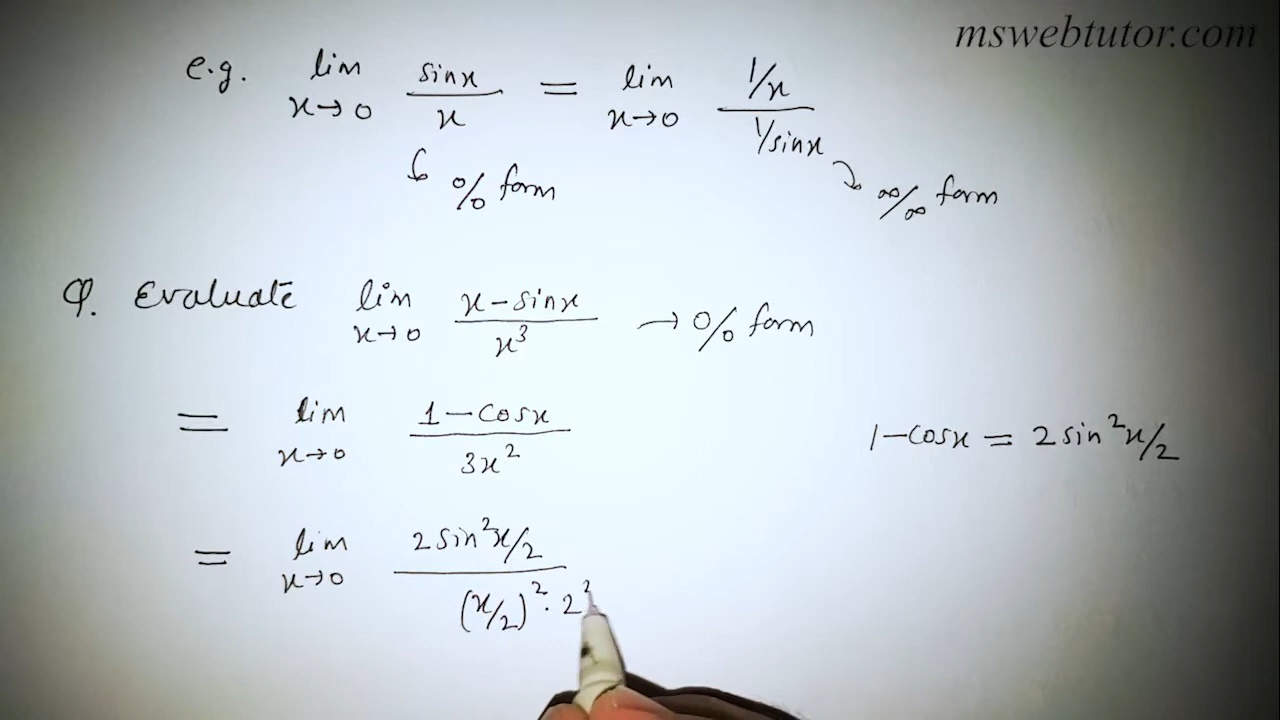 mswebtutor.com
e.g. lim x→0 sinx/x = lim x→0 (1/x)/(1/sinx)
↳ 0/0 form
↳ ∞/∞ form
Q. Evaluate lim x→0 (x-sinx)/x³ → 0/0 form
= lim x→0 (1-cosx)/3x²
1-cosx = 2sin²x/2
= lim x→0 2sin²x/2 / (x/2)².2²